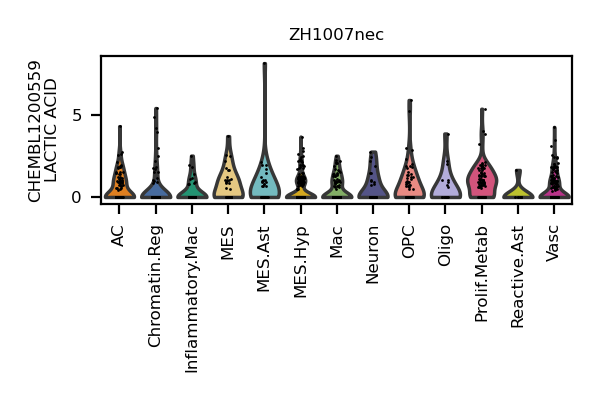 ZH1007nec
CHEMBL1200559
LACTIC ACID
5
0
AC
Chromatin.Reg
Inflammatory.Mac
MES
MES.Ast
MES.Hyp
Mac
Neuron
OPC
Oligo
Prolif.Metab
Reactive.Ast
Vasc